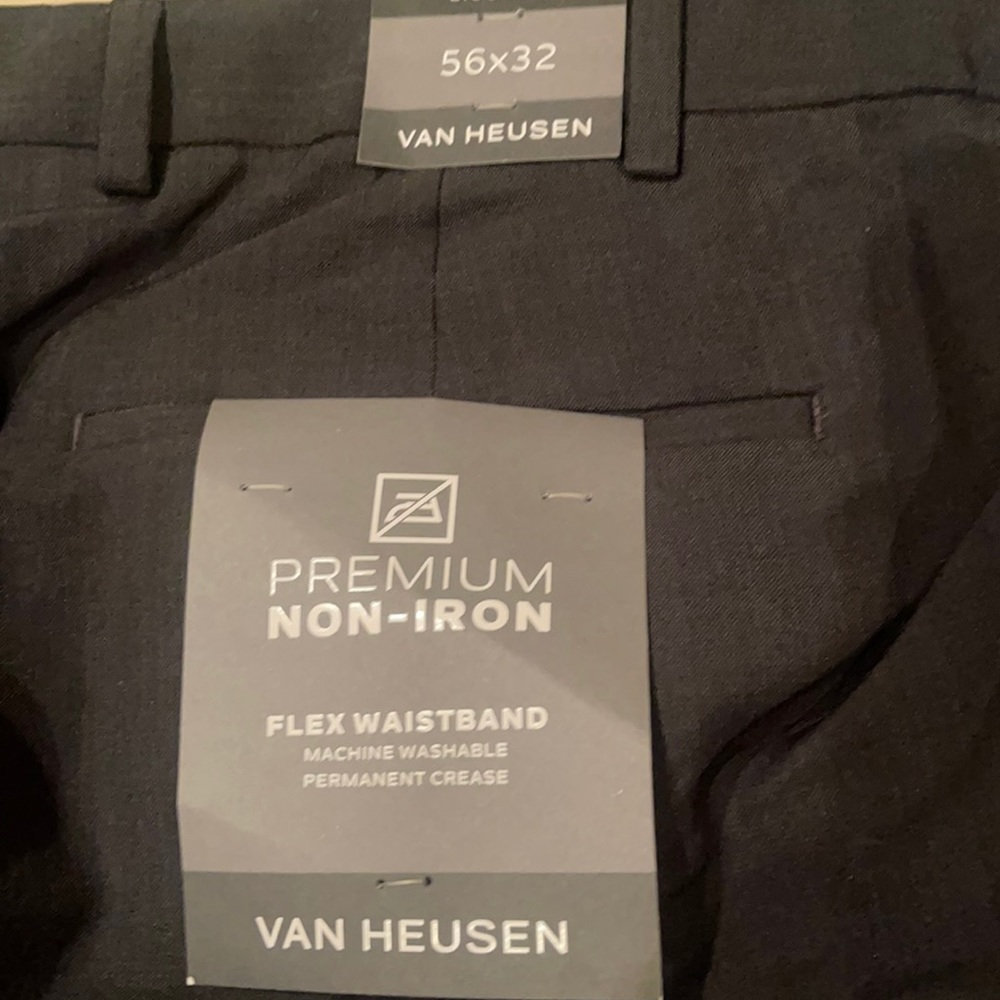 56x32
VAN HEUSEN
PREMIUM
NON-IRON
FLEX WAISTBAND
MACHINE WASHABLE
PERMANENT CREASE
VAN HEUSEN